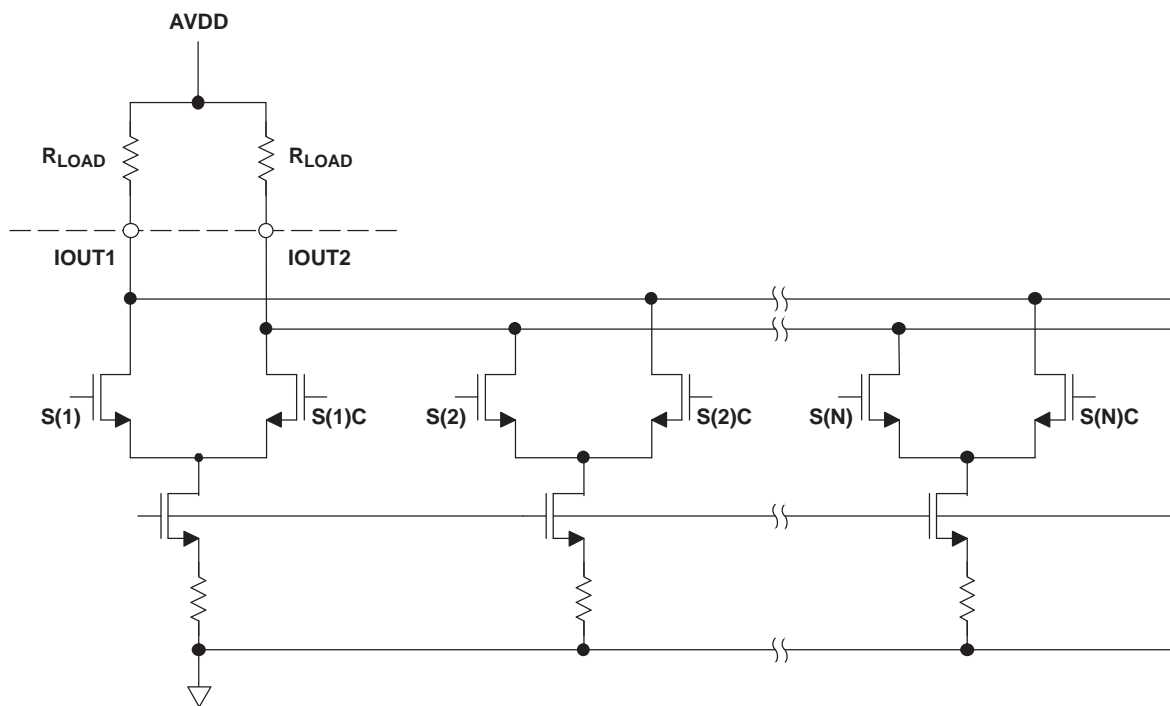 AVDD
RLOAD RLOAD
IOUT1 IOUT2
S(1) S(1)C S(2) S(2)C S(N) S(N)C